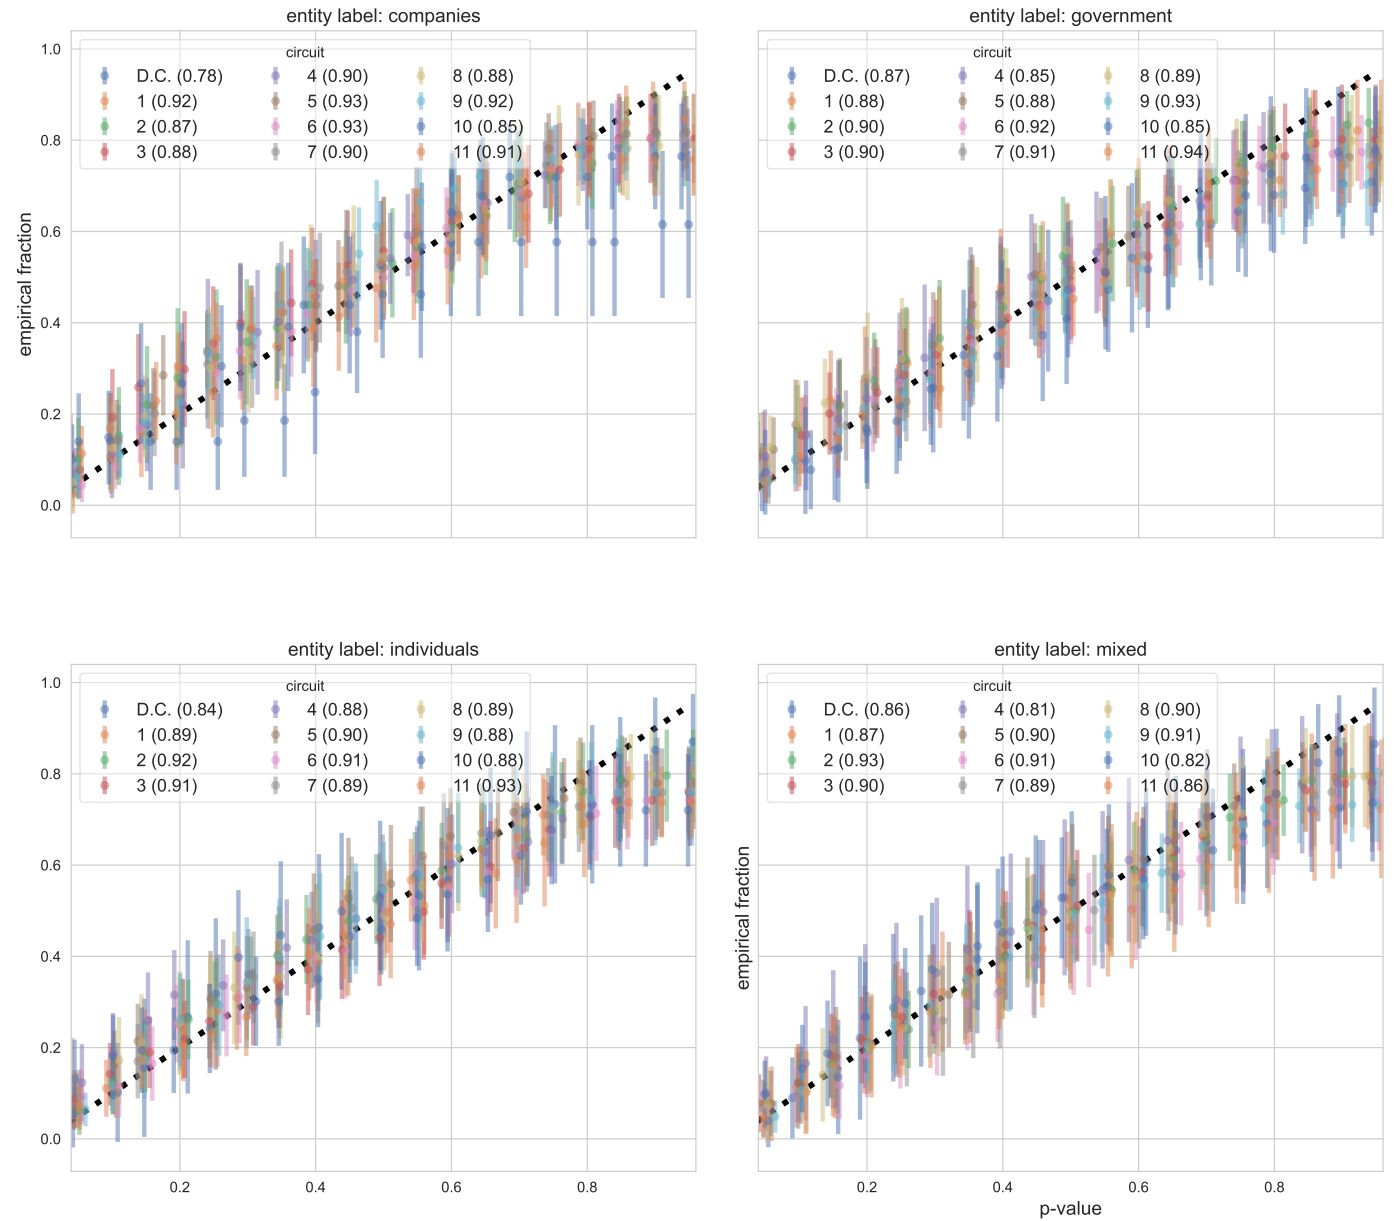 entity label: companies
circuit
D.C. (0.78) 4 (0.90) 8 (0.88)
1 (0.92) 5 (0.93) 9 (0.92)
2 (0.87) 6 (0.93) 10 (0.85)
3 (0.88) 7 (0.90) 11 (0.91)
1.0
0.8
0.6
0.4
0.2
0.0
empirical fraction
entity label: government
circuit
D.C. (0.87) 4 (0.85) 8 (0.89)
1 (0.88) 5 (0.88) 9 (0.93)
2 (0.90) 6 (0.92) 10 (0.85)
3 (0.90) 7 (0.91) 11 (0.94)
entity label: individuals
circuit
D.C. (0.84) 4 (0.88) 8 (0.89)
1 (0.89) 5 (0.90) 9 (0.88)
2 (0.92) 6 (0.91) 10 (0.88)
3 (0.91) 7 (0.89) 11 (0.93)
1.0
0.8
0.6
0.4
0.2
0.0
0.2 0.4 0.6 0.8
entity label: mixed
circuit
D.C. (0.86) 4 (0.81) 8 (0.90)
1 (0.87) 5 (0.90) 9 (0.91)
2 (0.93) 6 (0.91) 10 (0.82)
3 (0.90) 7 (0.89) 11 (0.86)
empirical fraction
0.2 0.4 0.6 0.8
p-value